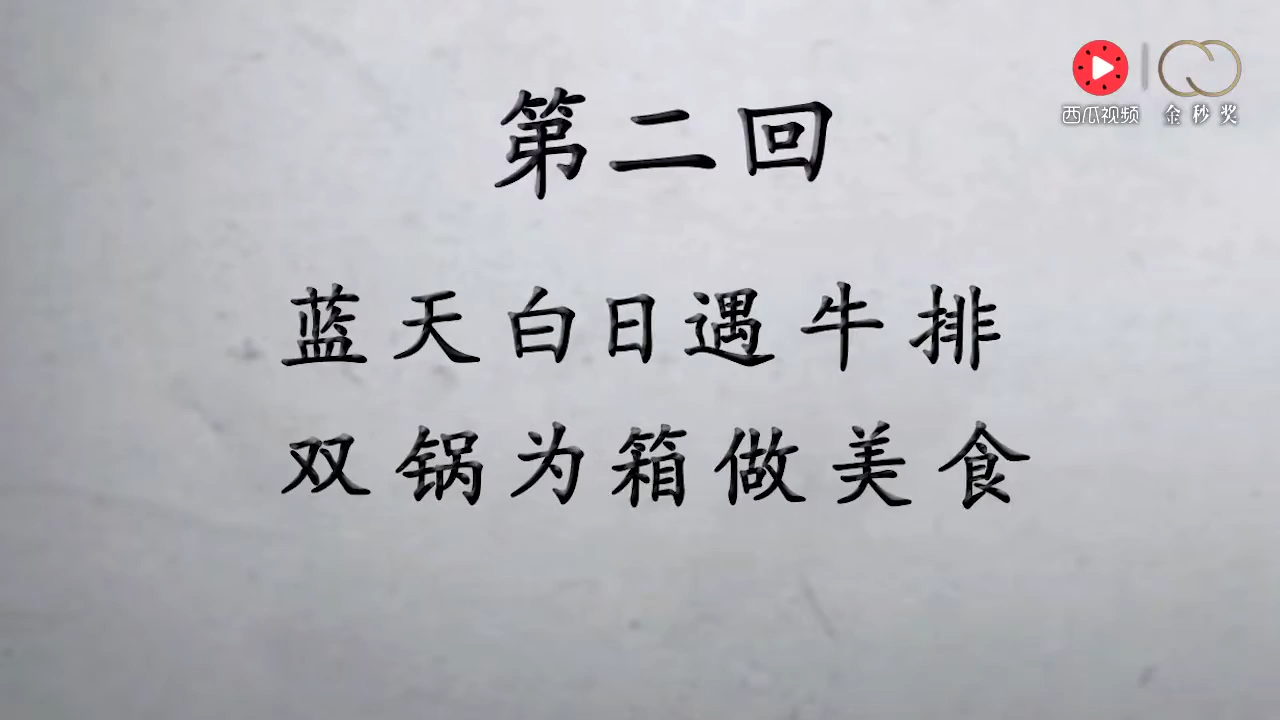 西瓜视频 金秒奖
第二回
蓝天白日遇牛排
双锅为箱做美食